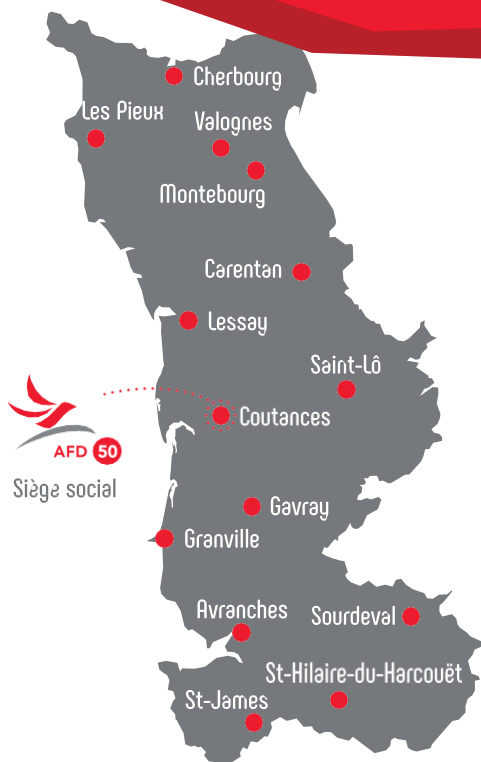 Cherbourg
Les Pieux
Valognes
Montebourg
Carentan
Lessay
Saint-Lô
Coutances
AFD 50
Siège social
Gavray
Granville
Avranches
Sourdeval
St-Hilaire-du-Harcouët
St-James